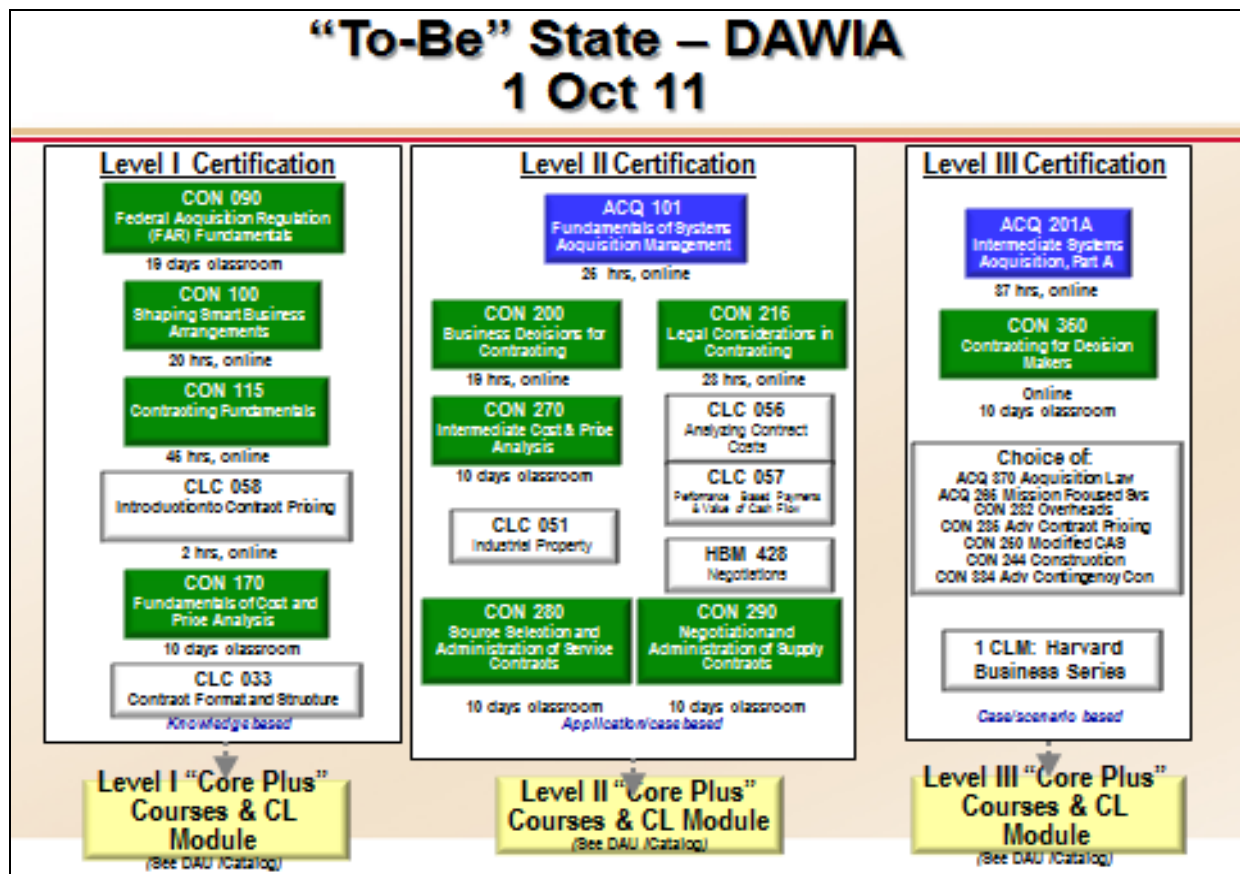 “To-Be” State – DAWIA
1 Oct 11
Level I Certification
CON 090
Federal Acquisition Regulation
(FAR) Fundamentals
19 days classroom
CON 100
Shaping Smart Business
Arrangements
20 hrs, online
CON 115
Contracting Fundamentals
46 hrs, online
CLC 058
Introduction to Contract Pricing
2 hrs, online
CON 170
Fundamentals of Cost and
Price Analysis
10 days classroom
CLC 033
Contract Format and Structure
Knowledge based
Level I “Core Plus”
Courses & CL
Module
(See DAU /Catalog)
Level II Certification
ACQ 101
Fundamentals of Systems
Acquisition Management
25 hrs, online
CON 200
Business Decisions for
Contracting
19 hrs, online
CON 270
Intermediate Cost & Price
Analysis
10 days classroom
CLC 051
Industrial Property
CON 280
Source Selection and
Administration of Service
Contracts
10 days classroom
CON 216
Legal Considerations in
Contracting
23 hrs, online
CLC 056
Analyzing Contract
Costs
CLC 057
Performance Based Payments
& Value of Cash Flow
HBM 428
Negotiations
CON 290
Negotiation and
Administration of Supply
Contracts
10 days classroom
Application/case based
Level II “Core Plus”
Courses & CL Module
(See DAU /Catalog)
Level III Certification
ACQ 201A
Intermediate Systems
Acquisition, Part A
37 hrs, online
CON 360
Contracting for Decision
Makers
Online
10 days classroom
Choice of:
ACQ 370 Acquisition Law
ACQ 265 Mission Focused Svs
CON 232 Overheads
CON 235 Adv Contract Pricing
CON 250 Modified CAS
CON 244 Construction
CON 334 Adv Contingency Con
1 CLM: Harvard
Business Series
Case/scenario based
Level III “Core Plus”
Courses & CL
Module
(See DAU /Catalog)